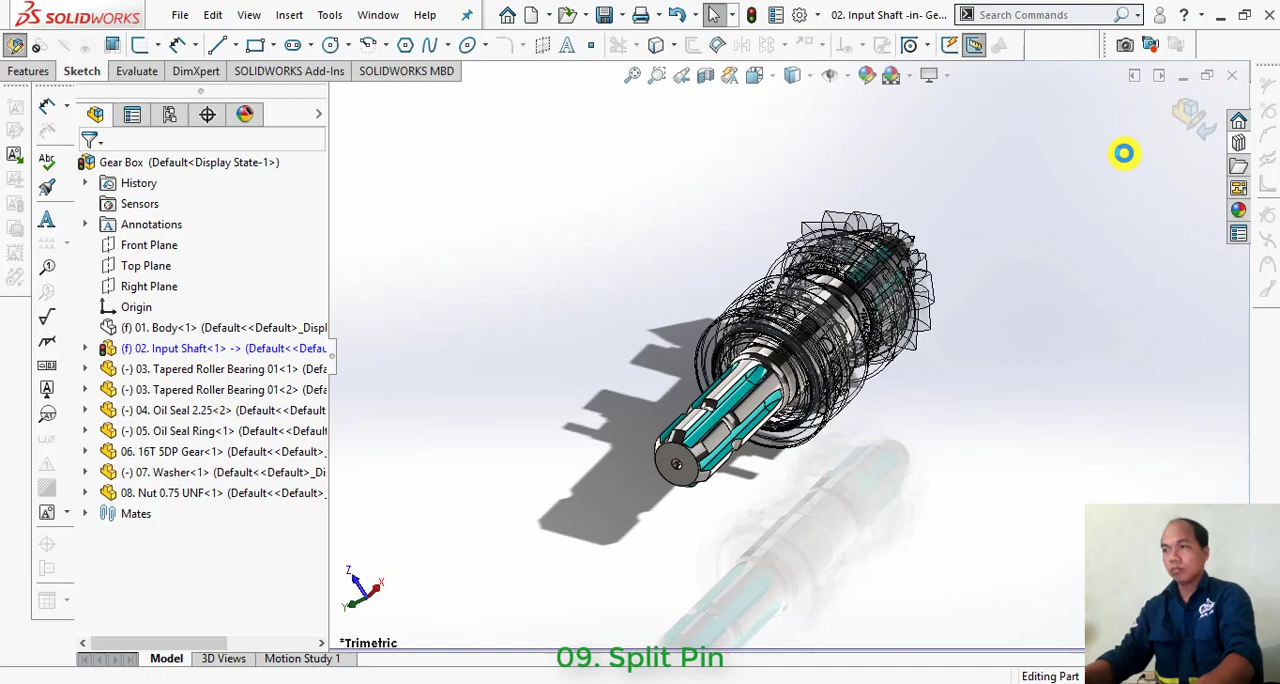 SOLIDWORKS
File Edit View Insert Tools Window Help
02. Input Shaft -in- Ge...
Search Commands
Features Sketch Evaluate DimXpert SOLIDWORKS Add-Ins SOLIDWORKS MBD
Gear Box (Default<Display State-1>)
History
Sensors
Annotations
Front Plane
Top Plane
Right Plane
Origin
(f) 01. Body<1> (Default<<Default>_Displ
(f) 02. Input Shaft<1> -> (Default<<Defau
(-) 03. Tapered Roller Bearing 01<1> (Defa
(-) 03. Tapered Roller Bearing 01<2> (Defa
(-) 04. Oil Seal 2.25<2> (Default<<Default>
(-) 05. Oil Seal Ring<1> (Default<<Default>
06. 16T 5DP Gear<1> (Default<<Default>_
(-) 07. Washer<1> (Default<<Default>_Di
08. Nut 0.75 UNF<1> (Default<<Default>_
Mates
Z
X
Y
*Trimetric
Model 3D Views Motion Study 1
09. Split Pin
Editing Part